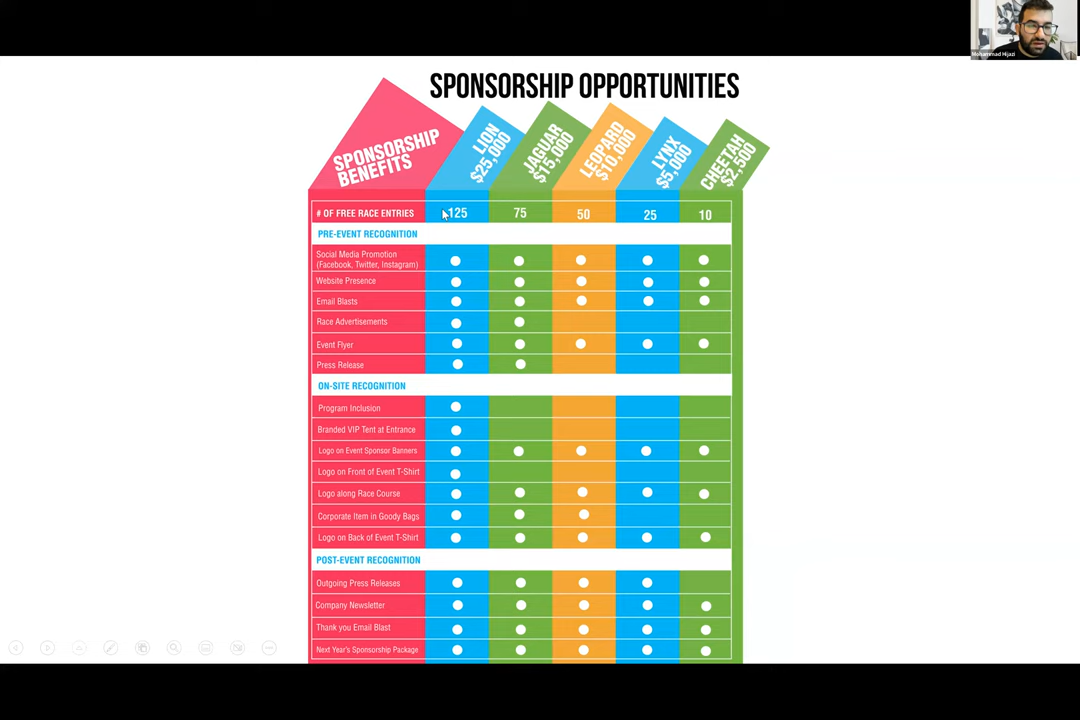 Mohammad Hijazi
SPONSORSHIP OPPORTUNITIES
SPONSORSHIP
BENEFITS
LION
$25,000
JAGUAR
$15,000
LEOPARD
$10,000
LYNX
$5,000
CHEETAH
$2,500
# OF FREE RACE ENTRIES 125 75 50 25 10
PRE-EVENT RECOGNITION
Social Media Promotion
(Facebook, Twitter, Instagram)
Website Presence
Email Blasts
Race Advertisements
Event Flyer
Press Release
ON-SITE RECOGNITION
Program Inclusion
Branded VIP Tent at Entrance
Logo on Event Sponsor Banners
Logo on Front of Event T-Shirt
Logo along Race Course
Corporate Item in Goody Bags
Logo on Back of Event T-Shirt
POST-EVENT RECOGNITION
Outgoing Press Releases
Company Newsletter
Thank you Email Blast
Next Year's Sponsorship Package